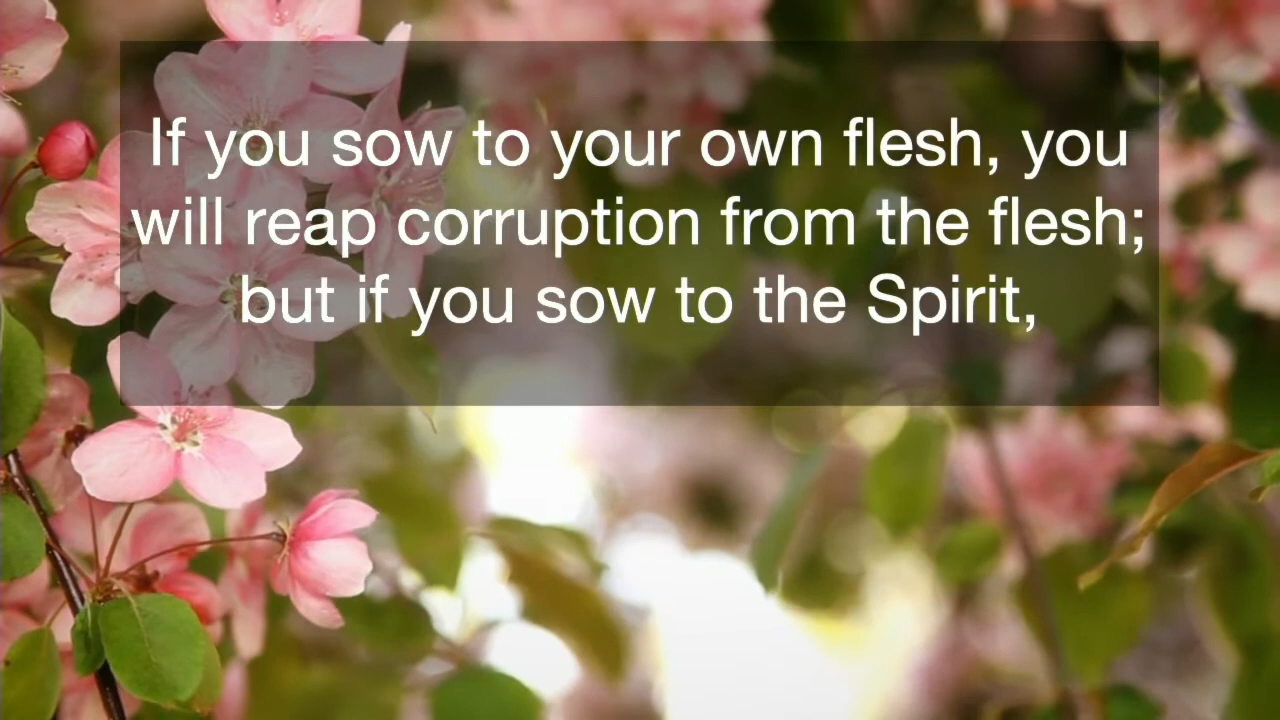 If you sow to your own flesh, you
will reap corruption from the flesh;
but if you sow to the Spirit,